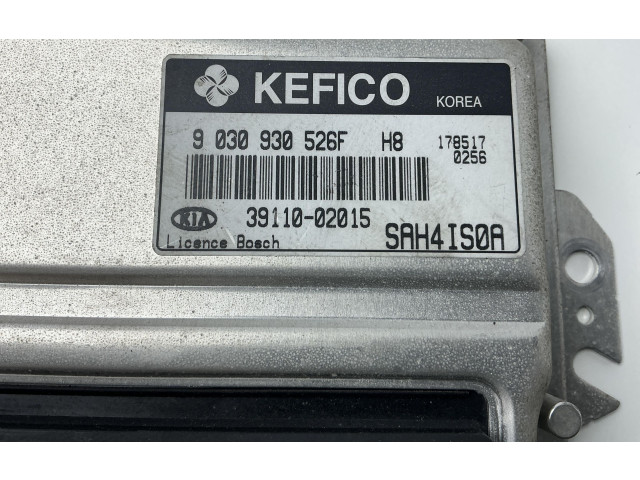 KEFICO KOREA
9 030 930 526F H8 178517
0256
KIA 39110-02015
Licence Bosch SAH4IS0A